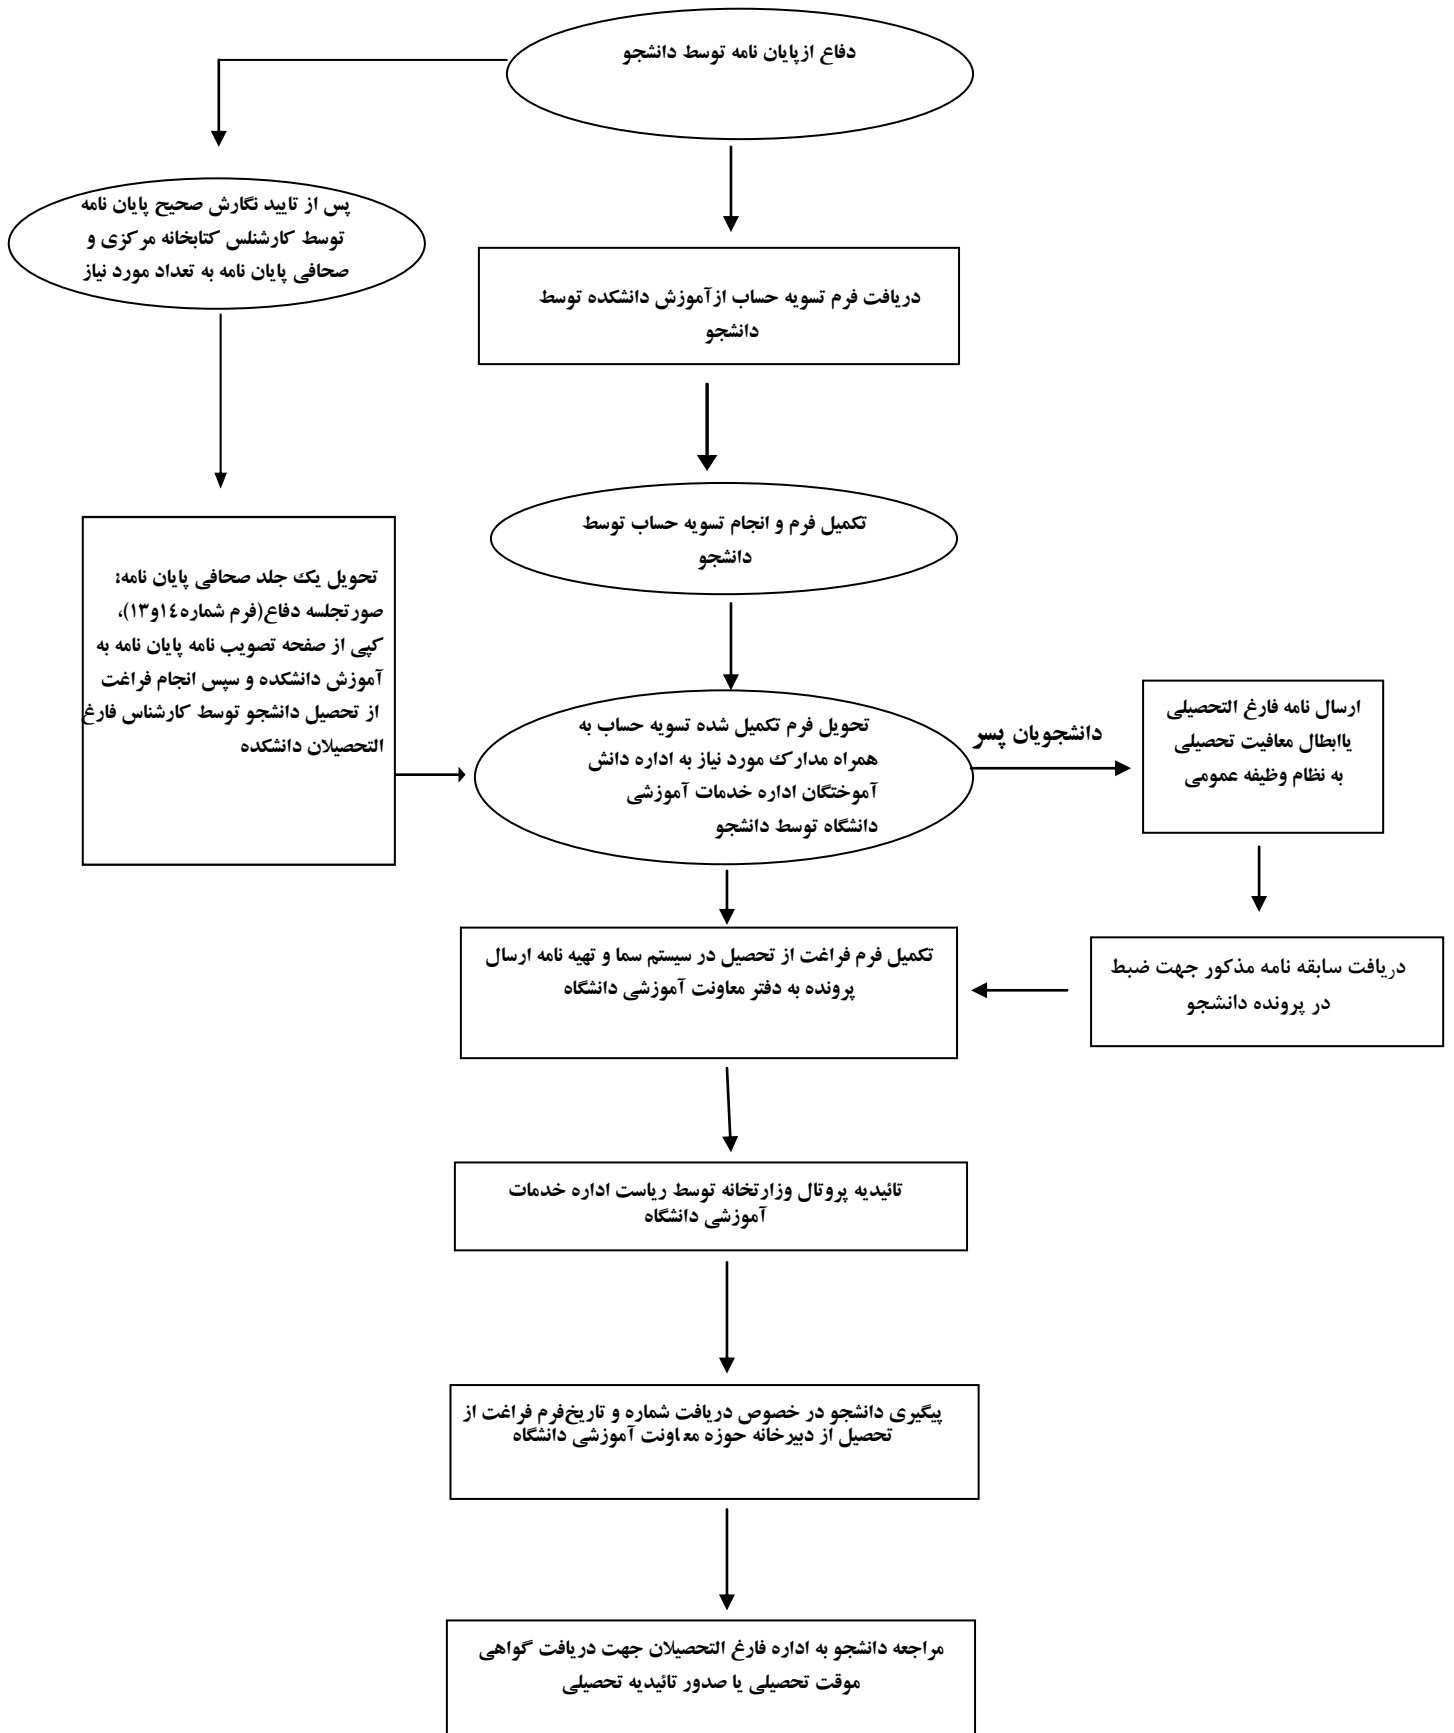 دفاع ازپایان نامه توسط دانشجو
پس از تایید نگارش صحیح پایان نامه
توسط کارشنلس کتابخانه مرکزی و
صحافی پایان نامه به تعداد مورد نیاز
دریافت فرم تسویه حساب ازآموزش دانشکده توسط
دانشجو
تکمیل فرم و انجام تسویه حساب توسط
دانشجو
تحویل یک جلد صحافی پایان نامه؛
صورتجلسه دفاع(فرم شماره۱۴و۱۳)،
کپی از صفحه تصویب نامه پایان نامه به
آموزش دانشکده و سپس انجام فراغت
از تحصیل دانشجو توسط کارشناس فارغ
التحصیلان دانشکده
تحویل فرم تکمیل شده تسویه حساب به
همراه مدارک مورد نیاز به اداره دانش
آموختگان اداره خدمات آموزشی
دانشگاه توسط دانشجو
دانشجویان پسر
ارسال نامه فارغ التحصیلی
یاابطال معافیت تحصیلی
به نظام وظیفه عمومی
دریافت سابقه نامه مذکور جهت ضبط
در پرونده دانشجو
تکمیل فرم فراغت از تحصیل در سیستم سما و تهیه نامه ارسال
پرونده به دفتر معاونت آموزشی دانشگاه
تائیدیه پروتال وزارتخانه توسط ریاست اداره خدمات
آموزشی دانشگاه
پیگیری دانشجو در خصوص دریافت شماره و تاریخ‌فرم فراغت از
تحصیل از دبیرخانه حوزه معاونت آموزشی دانشگاه
مراجعه دانشجو به اداره فارغ التحصیلان جهت دریافت گواهی
موقت تحصیلی یا صدور تائیدیه تحصیلی